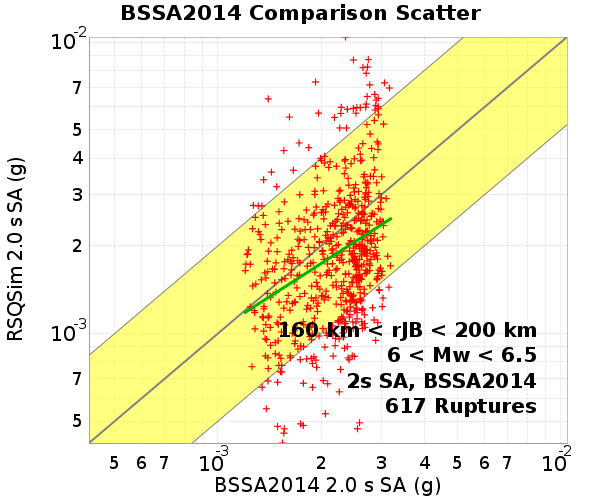 BSSA2014 Comparison Scatter
10-2
7
5
4
3
2
10-3
7
5
RSQSim 2.0 s SA (g)
160 km < rJB < 200 km
6 < Mw < 6.5
2s SA, BSSA2014
617 Ruptures
5 6 7 10-3 2 3 4 5 6 7 10-2
BSSA2014 2.0 s SA (g)